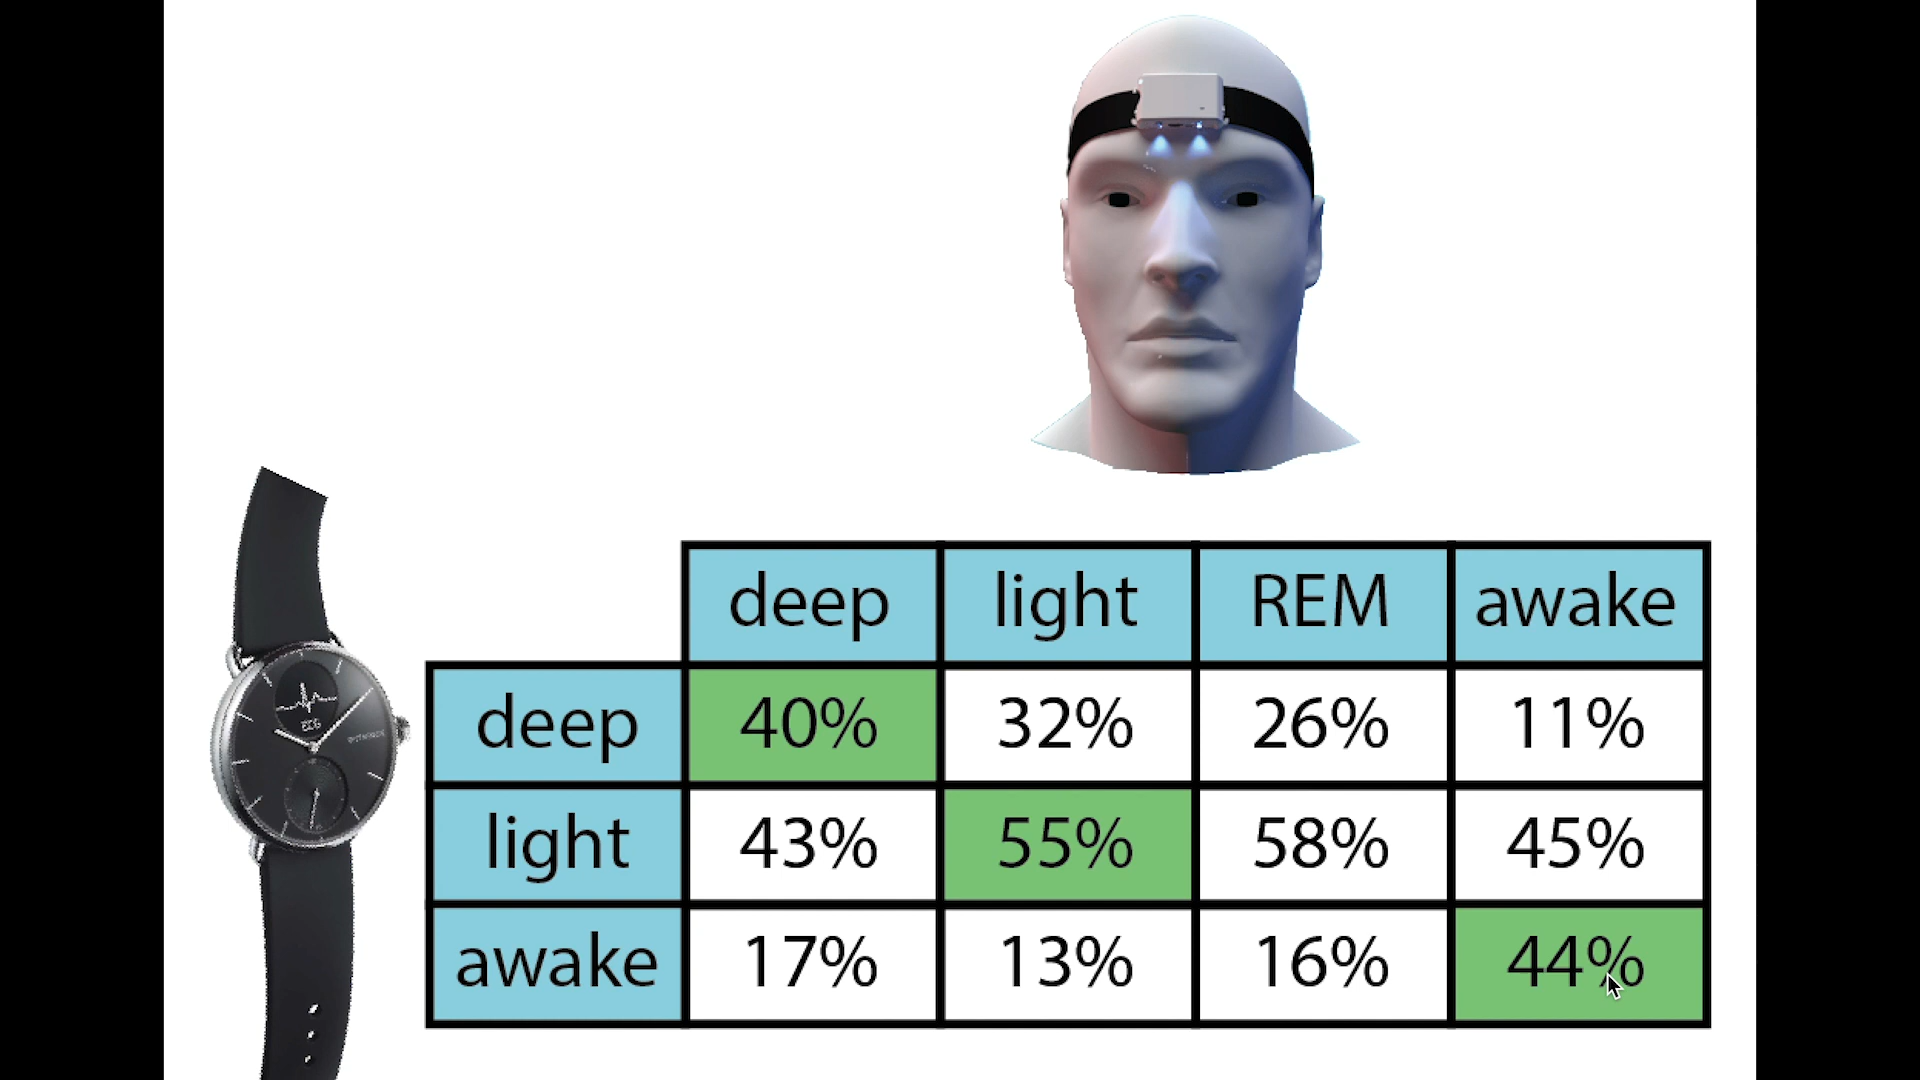 deep light REM awake
deep 40% 32% 26% 11%
light 43% 55% 58% 45%
awake 17% 13% 16% 44%
ECG